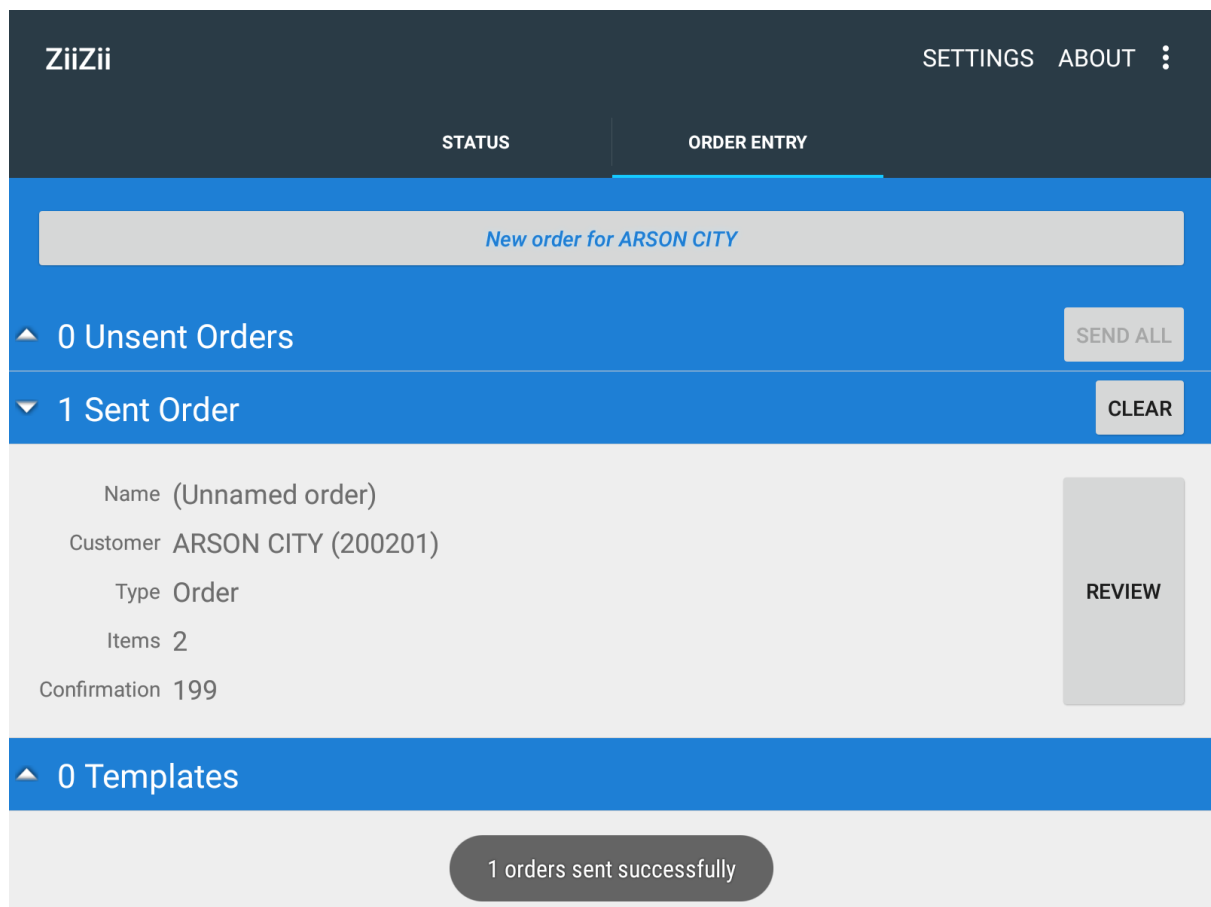 ZiiZii SETTINGS ABOUT
STATUS ORDER ENTRY
New order for ARSON CITY
0 Unsent Orders SEND ALL
1 Sent Order CLEAR
Name (Unnamed order)
Customer ARSON CITY (200201)
Type Order REVIEW
Items 2
Confirmation 199
0 Templates
1 orders sent successfully